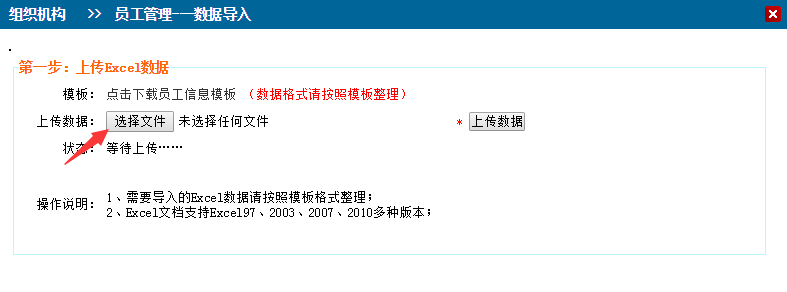 组织机构 >> 员工管理---数据导入
第一步：上传Excel数据
模板： 点击下载员工信息模板 （数据格式请按照模板整理）
上传数据： 选择文件 未选择任何文件 * 上传数据
状态： 等待上传……
操作说明： 1、需要导入的Excel数据请按照模板格式整理；
2、Excel文档支持Excel97、2003、2007、2010多种版本；